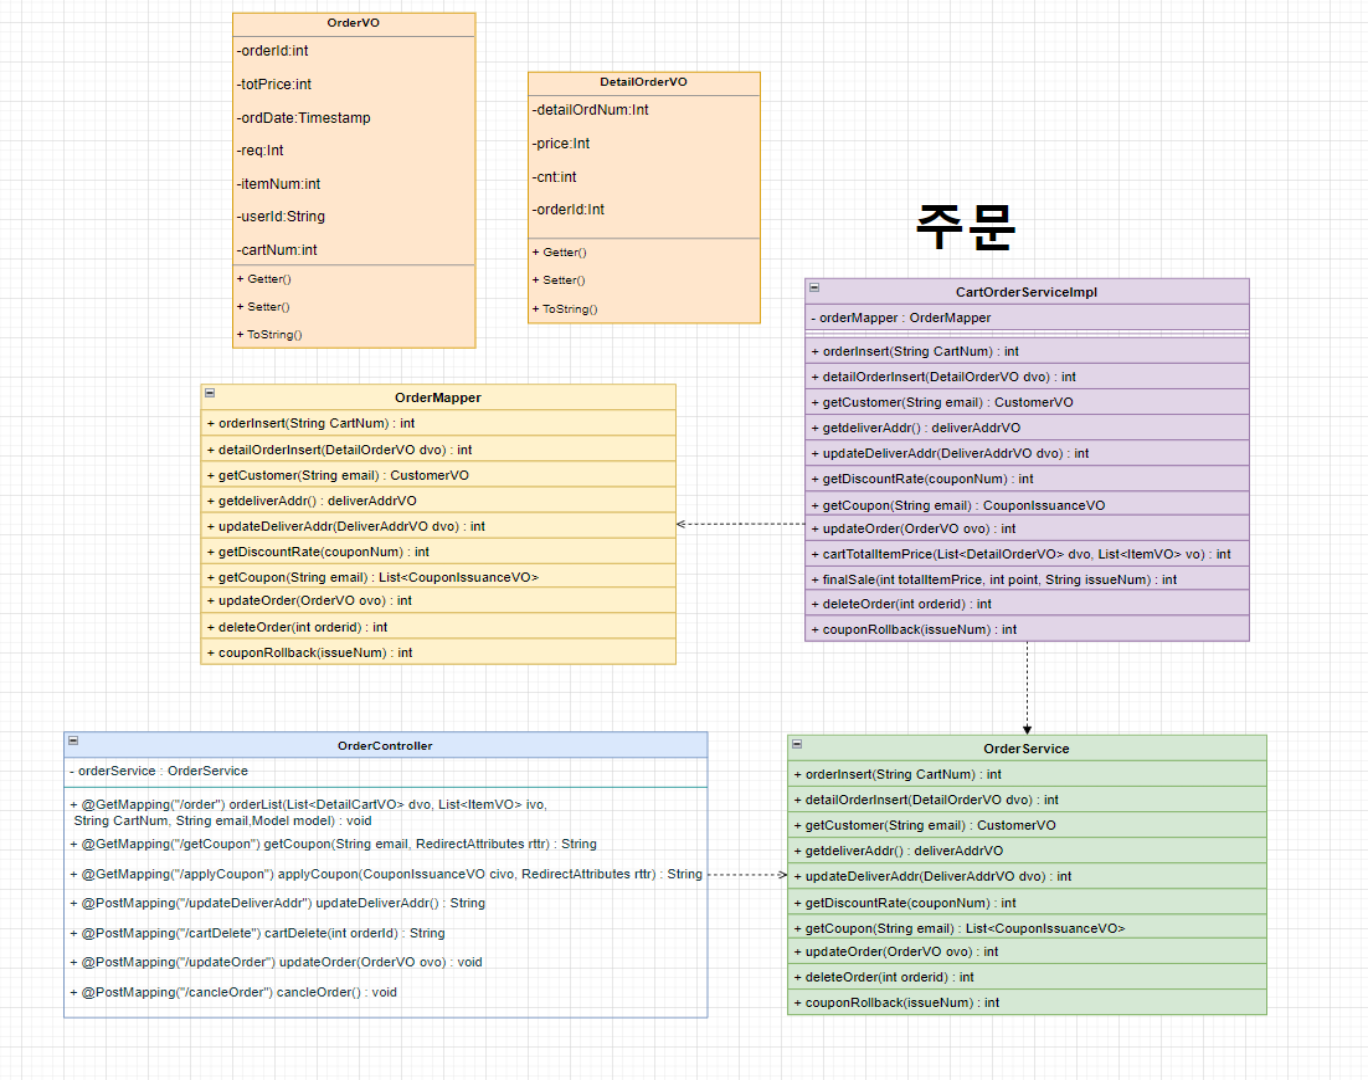 OrderVO
-orderId:int
-totPrice:int
-ordDate:Timestamp
-req:Int
-itemNum:int
-userId:String
-cartNum:int
+ Getter()
+ Setter()
+ ToString()
DetailOrderVO
-detailOrdNum:Int
-price:Int
-cnt:int
-orderId:Int
+ Getter()
+ Setter()
+ ToString()
주문
CartOrderServiceImpl
- orderMapper : OrderMapper
+ orderInsert(String CartNum) : int
+ detailOrderInsert(DetailOrderVO dvo) : int
+ getCustomer(String email) : CustomerVO
+ getdeliverAddr() : deliverAddrVO
+ updateDeliverAddr(DeliverAddrVO dvo) : int
+ getDiscountRate(couponNum) : int
+ getCoupon(String email) : CouponIssuanceVO
+ updateOrder(OrderVO ovo) : int
+ cartTotalItemPrice(List<DetailOrderVO> dvo, List<ItemVO> vo) : int
+ finalSale(int totalItemPrice, int point, String issueNum) : int
+ deleteOrder(int orderid) : int
+ couponRollback(issueNum) : int
OrderMapper
+ orderInsert(String CartNum) : int
+ detailOrderInsert(DetailOrderVO dvo) : int
+ getCustomer(String email) : CustomerVO
+ getdeliverAddr() : deliverAddrVO
+ updateDeliverAddr(DeliverAddrVO dvo) : int
+ getDiscountRate(couponNum) : int
+ getCoupon(String email) : List<CouponIssuanceVO>
+ updateOrder(OrderVO ovo) : int
+ deleteOrder(int orderid) : int
+ couponRollback(issueNum) : int
OrderController
- orderService : OrderService
+ @GetMapping("/order") orderList(List<DetailCartVO> dvo, List<ItemVO> ivo,
String CartNum, String email,Model model) : void
+ @GetMapping("/getCoupon") getCoupon(String email, RedirectAttributes rttr) : String
+ @GetMapping("/applyCoupon") applyCoupon(CouponIssuanceVO civo, RedirectAttributes rttr) : String
+ @PostMapping("/updateDeliverAddr") updateDeliverAddr() : String
+ @PostMapping("/cartDelete") cartDelete(int orderId) : String
+ @PostMapping("/updateOrder") updateOrder(OrderVO ovo) : void
+ @PostMapping("/cancleOrder") cancleOrder() : void
OrderService
+ orderInsert(String CartNum) : int
+ detailOrderInsert(DetailOrderVO dvo) : int
+ getCustomer(String email) : CustomerVO
+ getdeliverAddr() : deliverAddrVO
+ updateDeliverAddr(DeliverAddrVO dvo) : int
+ getDiscountRate(couponNum) : int
+ getCoupon(String email) : List<CouponIssuanceVO>
+ updateOrder(OrderVO ovo) : int
+ deleteOrder(int orderid) : int
+ couponRollback(issueNum) : int